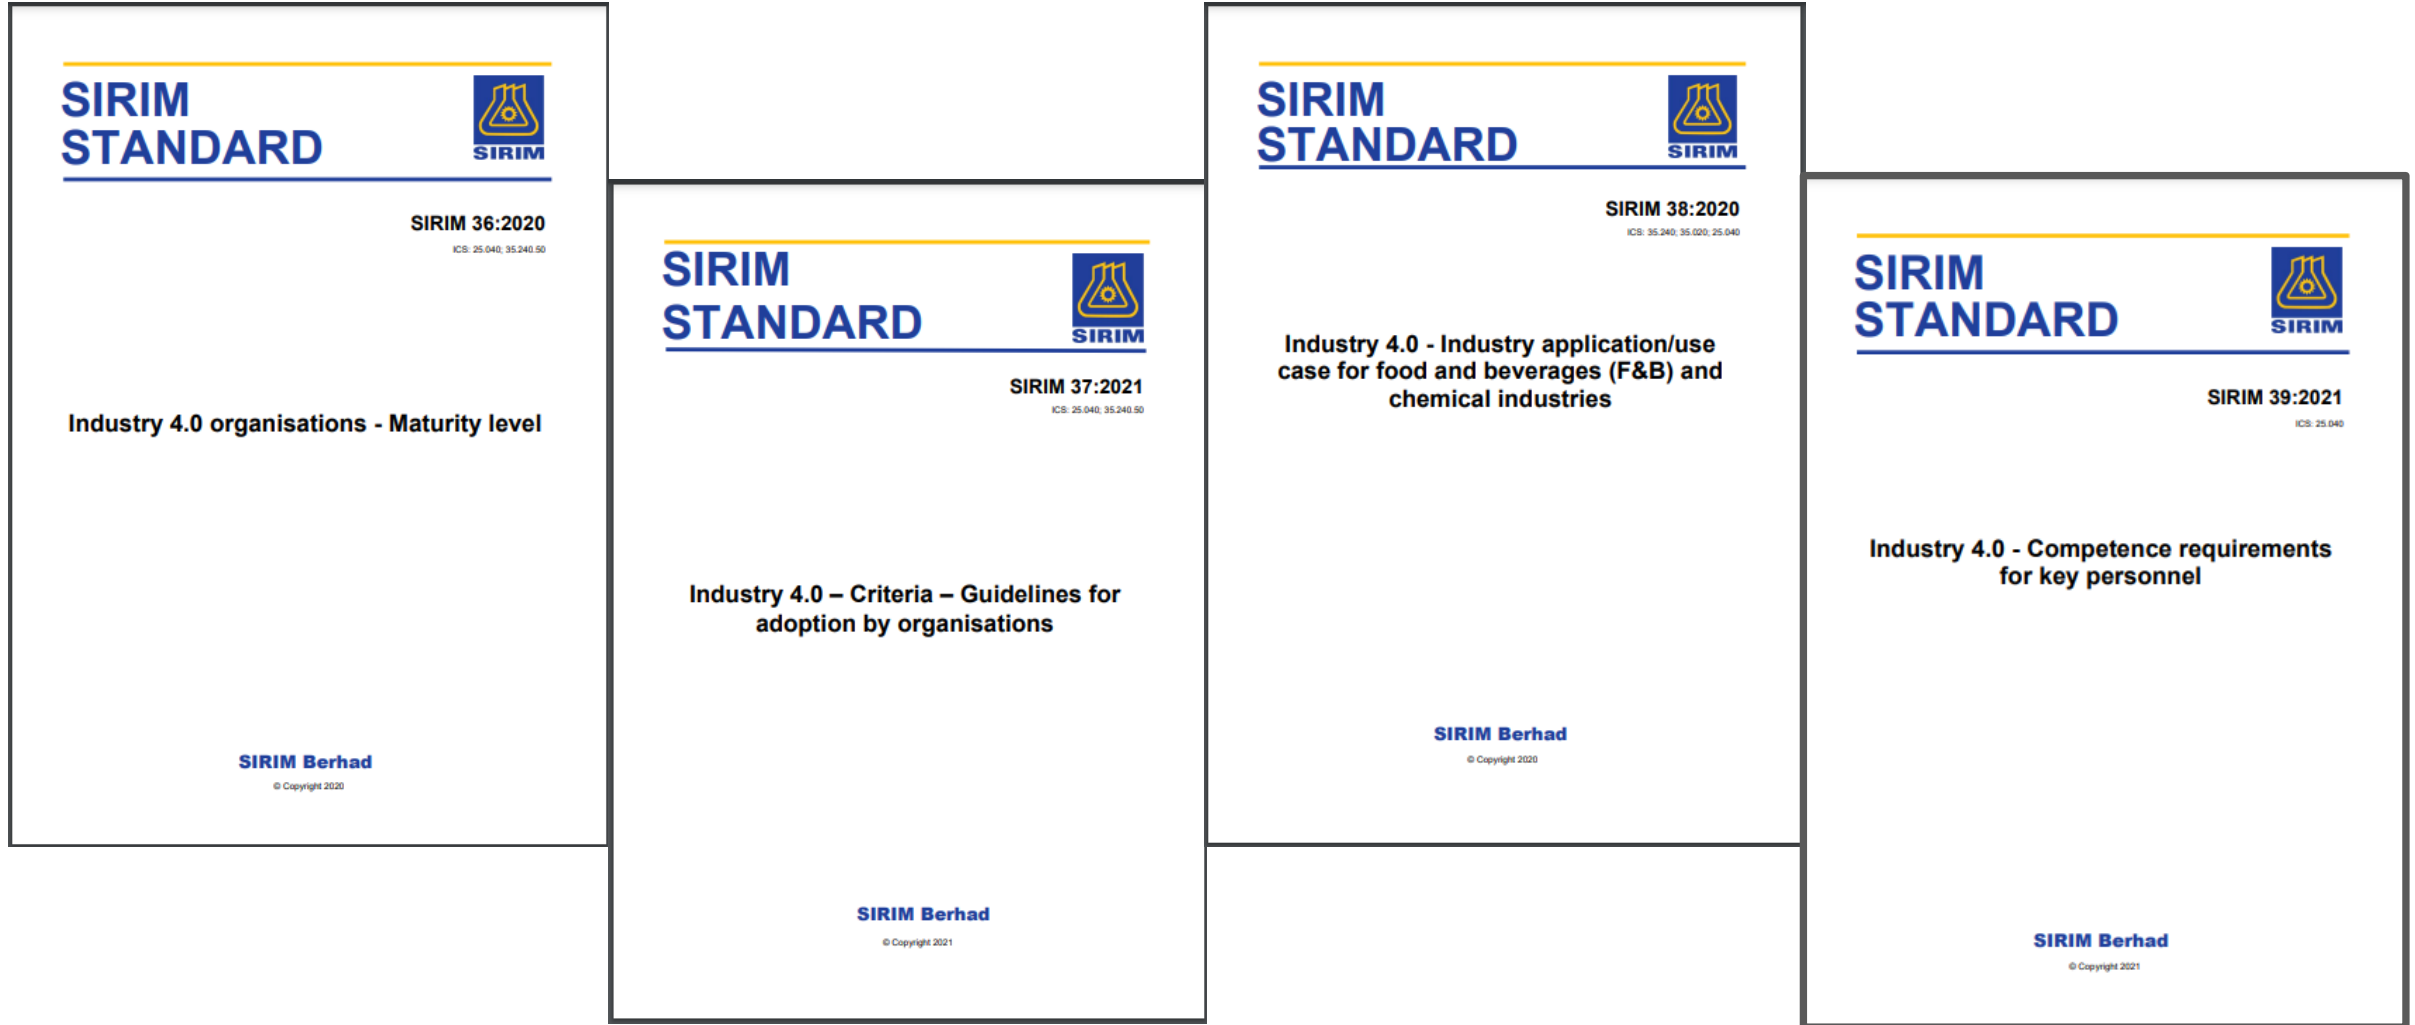 SIRIM
STANDARD
SIRIM
SIRIM 36:2020
ICS: 25.040; 35.240.50
Industry 4.0 organisations - Maturity level
SIRIM Berhad
© Copyright 2020
SIRIM
STANDARD
SIRIM
SIRIM 37:2021
ICS: 25.040; 35.240.50
Industry 4.0 – Criteria – Guidelines for
adoption by organisations
SIRIM Berhad
© Copyright 2021
SIRIM
STANDARD
SIRIM
SIRIM 38:2020
ICS: 35.240; 35.020; 25.040
Industry 4.0 - Industry application/use
case for food and beverages (F&B) and
chemical industries
SIRIM Berhad
© Copyright 2020
SIRIM
STANDARD
SIRIM
SIRIM 39:2021
ICS: 25.040
Industry 4.0 - Competence requirements
for key personnel
SIRIM Berhad
© Copyright 2021